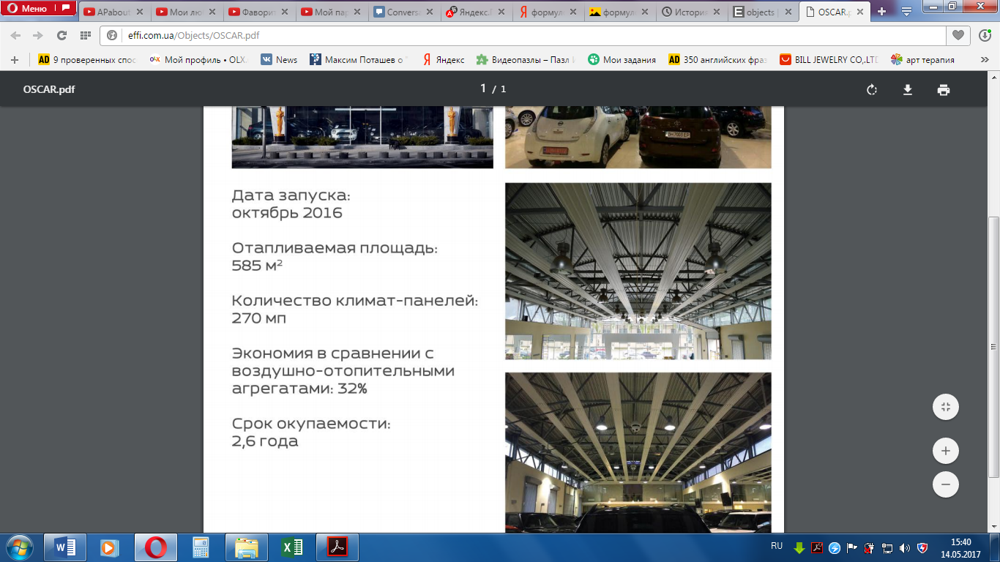 Меню
APabout
Мои лю
Фаворит
Мой пар
Convers
Яндекс.
формул
формул
История
objects
OSCAR.p
effi.com.ua/Objects/OSCAR.pdf
9 проверенных спос
Мой профиль • OLX.
News
Максим Поташев о "
Яндекс
Видеопазлы – Пазл И
Мои задания
350 английских фраз
BILL JEWELRY CO,.LTD
арт терапия
OSCAR.pdf
1 / 1
Дата запуска:
октябрь 2016
Отапливаемая площадь:
585 м²
Количество климат-панелей:
270 мп
Экономия в сравнении с
воздушно-отопительными
агрегатами: 32%
Срок окупаемости:
2,6 года
RU
15:40
14.05.2017